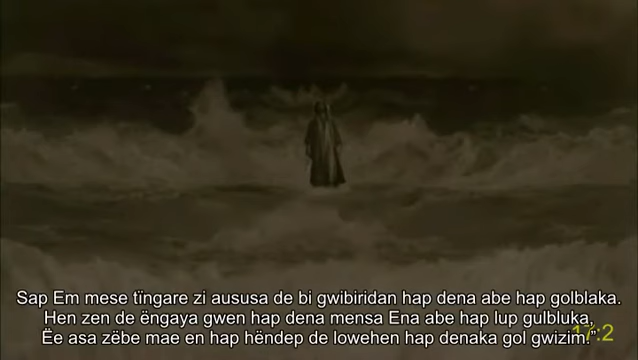 Sap Em mese tïngare zi aususa de bi gwibiridan hap dena abe hap golblaka.
Hen zen de ëngaya gwen hap dena mensa Ena abe hap lup gulbluka,
Ëe asa zëbe mae en hap hëndep de lowehen hap denaka gol gwizim."
17:2